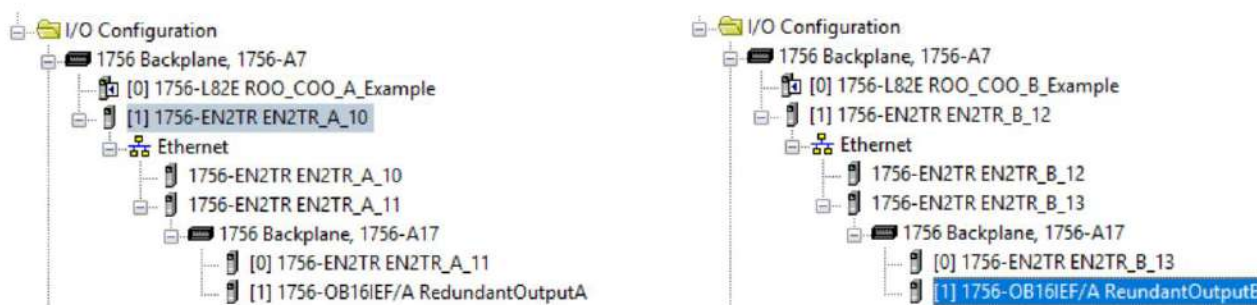 I/O Configuration
1756 Backplane, 1756-A7
[0] 1756-L82E ROO_COO_A_Example
[1] 1756-EN2TR EN2TR_A_10
Ethernet
1756-EN2TR EN2TR_A_10
1756-EN2TR EN2TR_A_11
1756 Backplane, 1756-A17
[0] 1756-EN2TR EN2TR_A_11
[1] 1756-OB16IEF/A RedundantOutputA
I/O Configuration
1756 Backplane, 1756-A7
[0] 1756-L82E ROO_COO_B_Example
[1] 1756-EN2TR EN2TR_B_12
Ethernet
1756-EN2TR EN2TR_B_12
1756-EN2TR EN2TR_B_13
1756 Backplane, 1756-A17
[0] 1756-EN2TR EN2TR_B_13
[1] 1756-OB16IEF/A ReundantOutputB